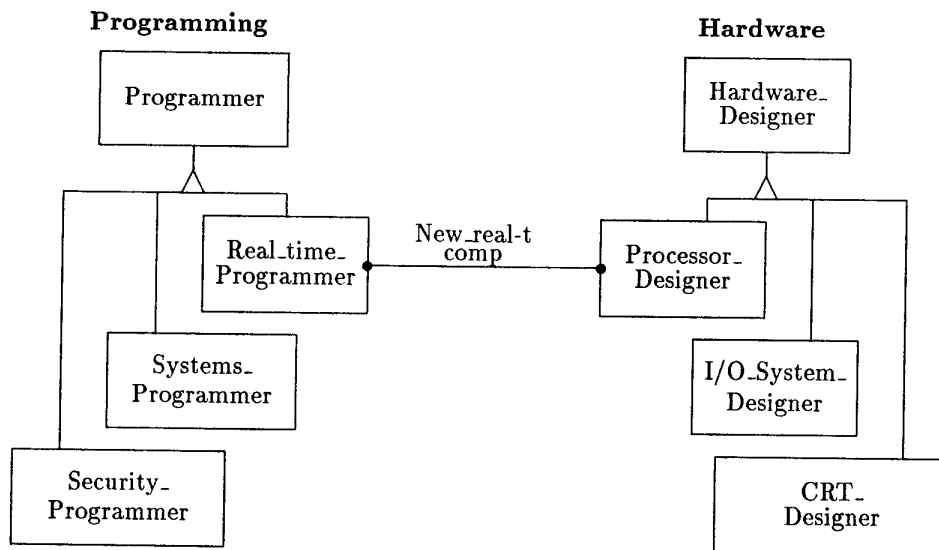 Programming
Hardware
Programmer
Hardware_
Designer
Real_time_
Programmer
New_real-t
comp
Processor_
Designer
Systems_
Programmer
I/O_System_
Designer
Security_
Programmer
CRT_
Designer